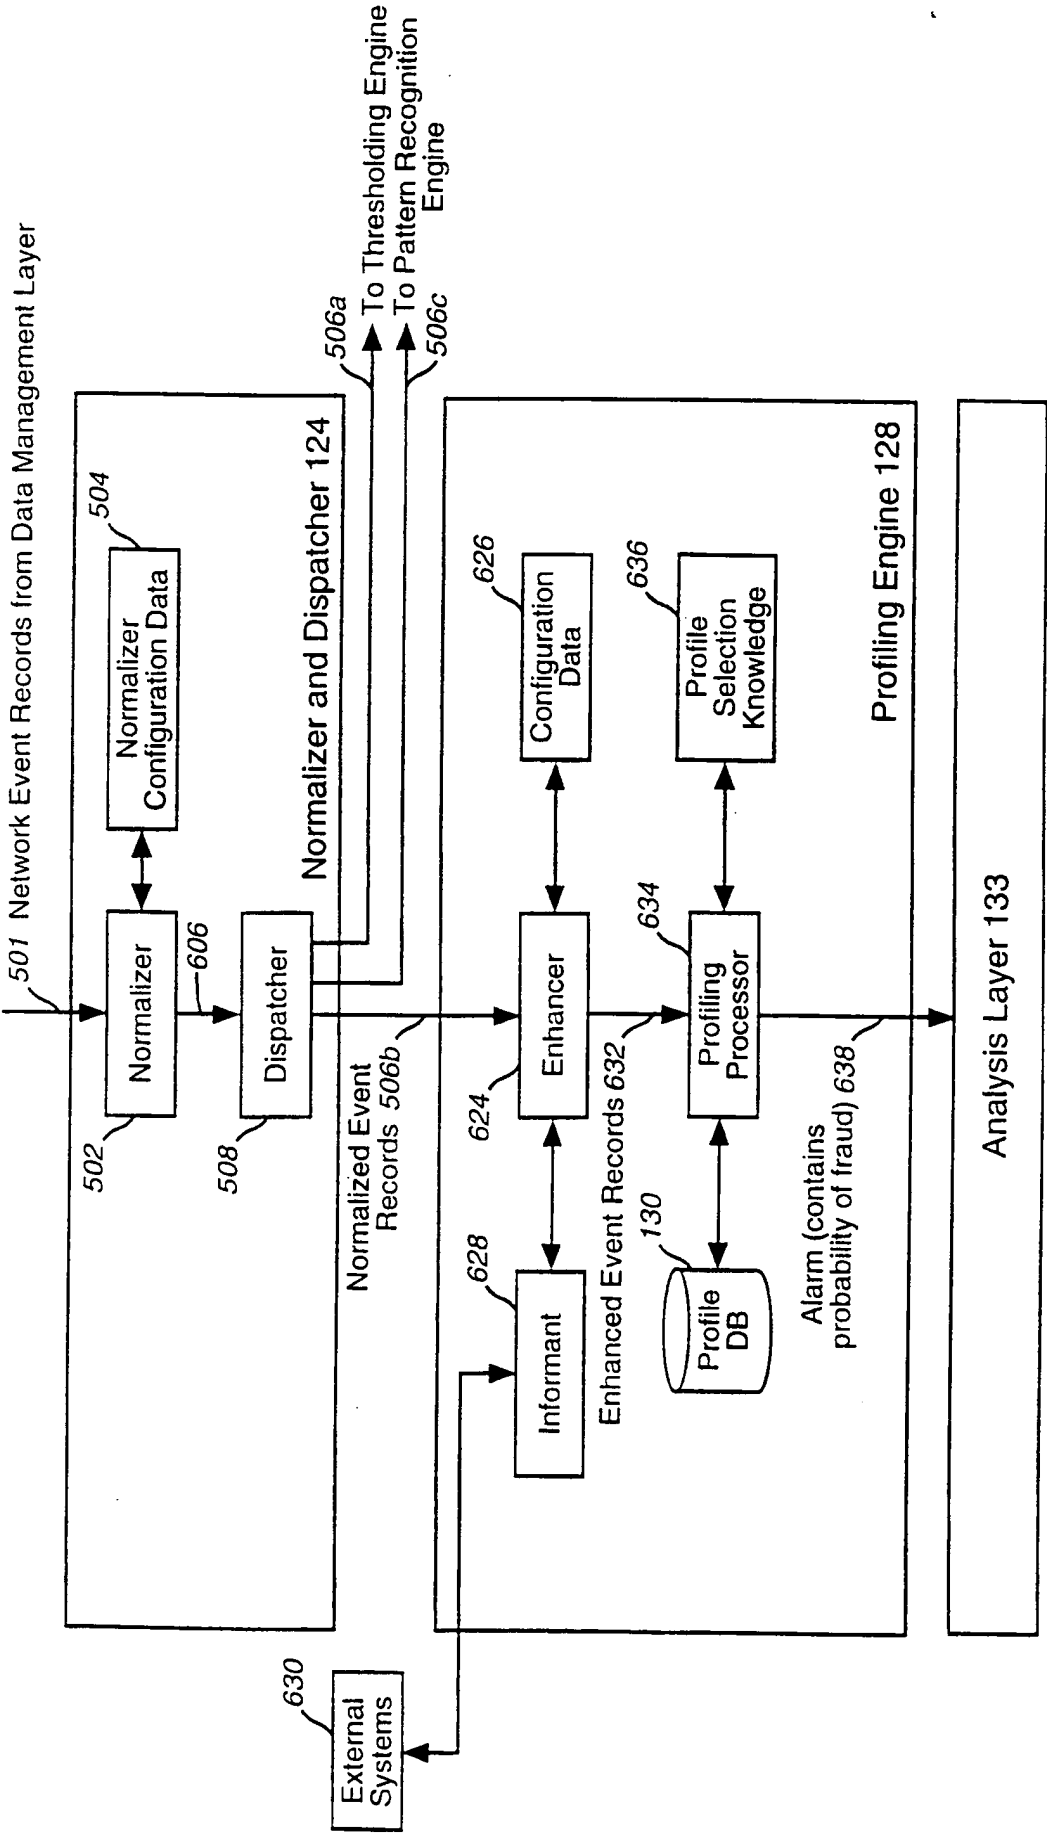 501 Network Event Records from Data Management Layer
504
Normalizer
Configuration Data
Normalizer
502
606
Dispatcher
508
Normalizer and Dispatcher 124
506a
To Thresholding Engine
To Pattern Recognition
Engine
506c
Normalized Event
Records 506b
630
External
Systems
628
Informant
624
Enhancer
626
Configuration
Data
Enhanced Event Records 632
130
Profile
DB
634
Profiling
Processor
636
Profile
Selection
Knowledge
Alarm (contains
probability of fraud) 638
Profiling Engine 128
Analysis Layer 133